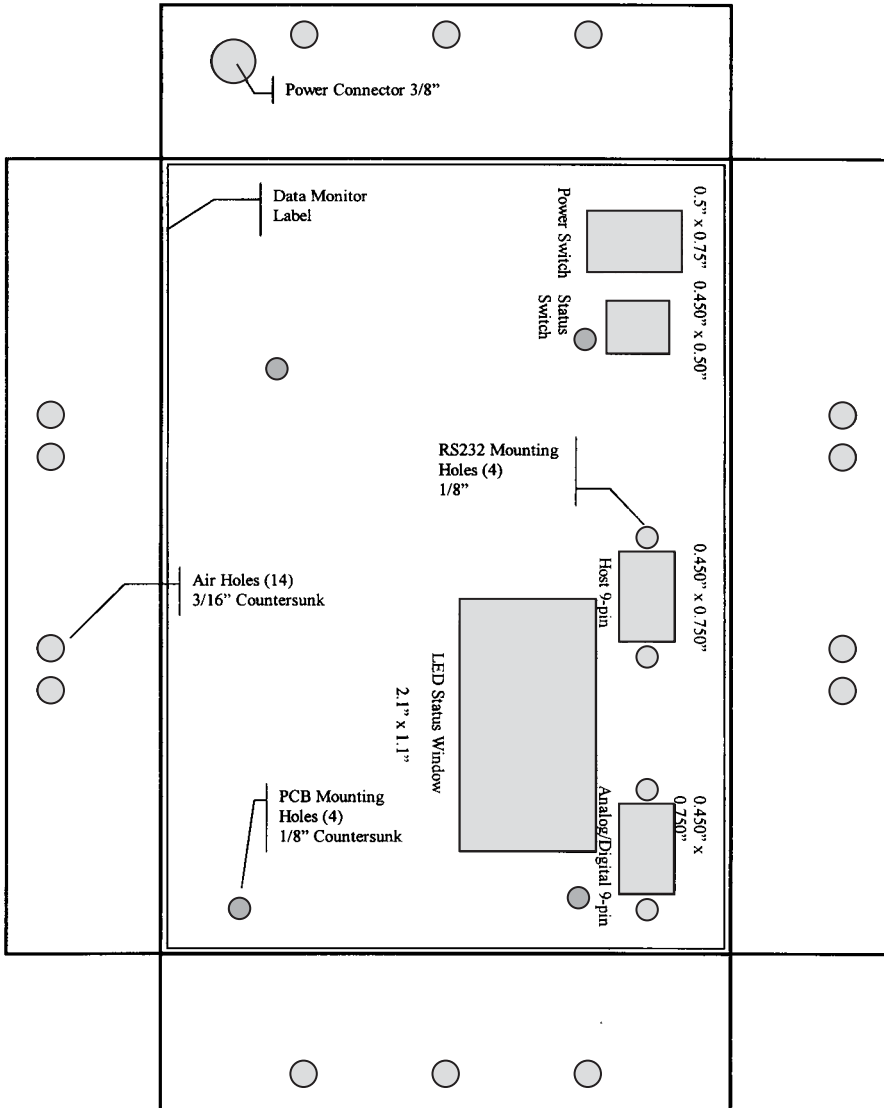 Power Connector 3/8”
Data Monitor
Label
0.5” x 0.75”
Power Switch
0.450” x 0.50”
Status
Switch
RS232 Mounting
Holes (4)
1/8”
0.450” x 0.750”
Host 9-pin
Air Holes (14)
3/16” Countersunk
LED Status Window
2.1” x 1.1”
PCB Mounting
Holes (4)
1/8” Countersunk
0.450” x
0.750”
Analog/Digital 9-pin